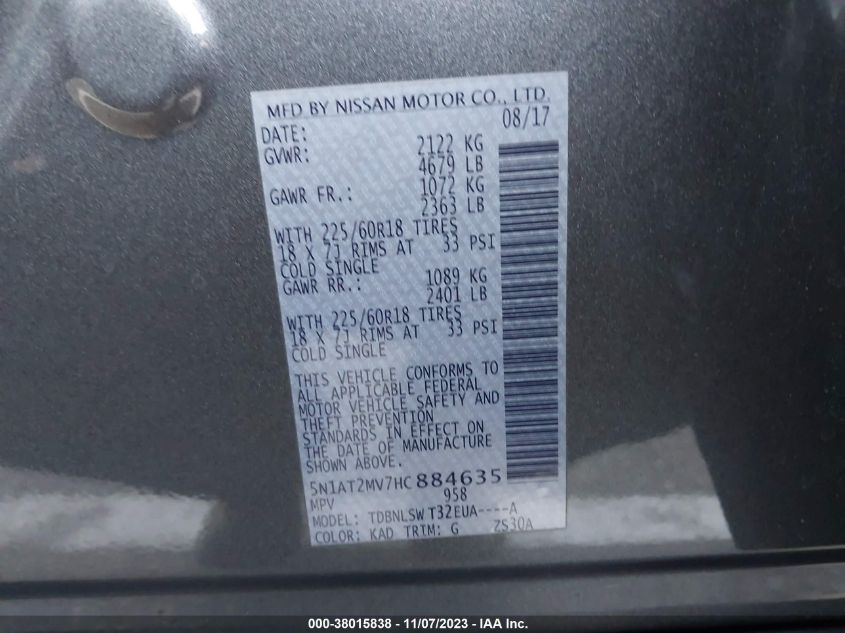 MFD BY NISSAN MOTOR CO., LTD.
DATE: 08/17
GVWR: 2122 KG
4679 LB
GAWR FR.: 1072 KG
2363 LB
WITH 225/60R18 TIRES
18 X 7J RIMS AT 33 PSI
COLD SINGLE
GAWR RR.: 1089 KG
2401 LB
WITH 225/60R18 TIRES
18 X 7J RIMS AT 33 PSI
COLD SINGLE
THIS VEHICLE CONFORMS TO
ALL APPLICABLE FEDERAL
MOTOR VEHICLE SAFETY AND
THEFT PREVENTION
STANDARDS IN EFFECT ON
THE DATE OF MANUFACTURE
SHOWN ABOVE.
5N1AT2MV7HC884635
MPV 958
MODEL: TDBNLSW T32EUA----A
COLOR: KAD TRIM: G ZS30A
000-38015838 - 11/07/2023 - IAA Inc.